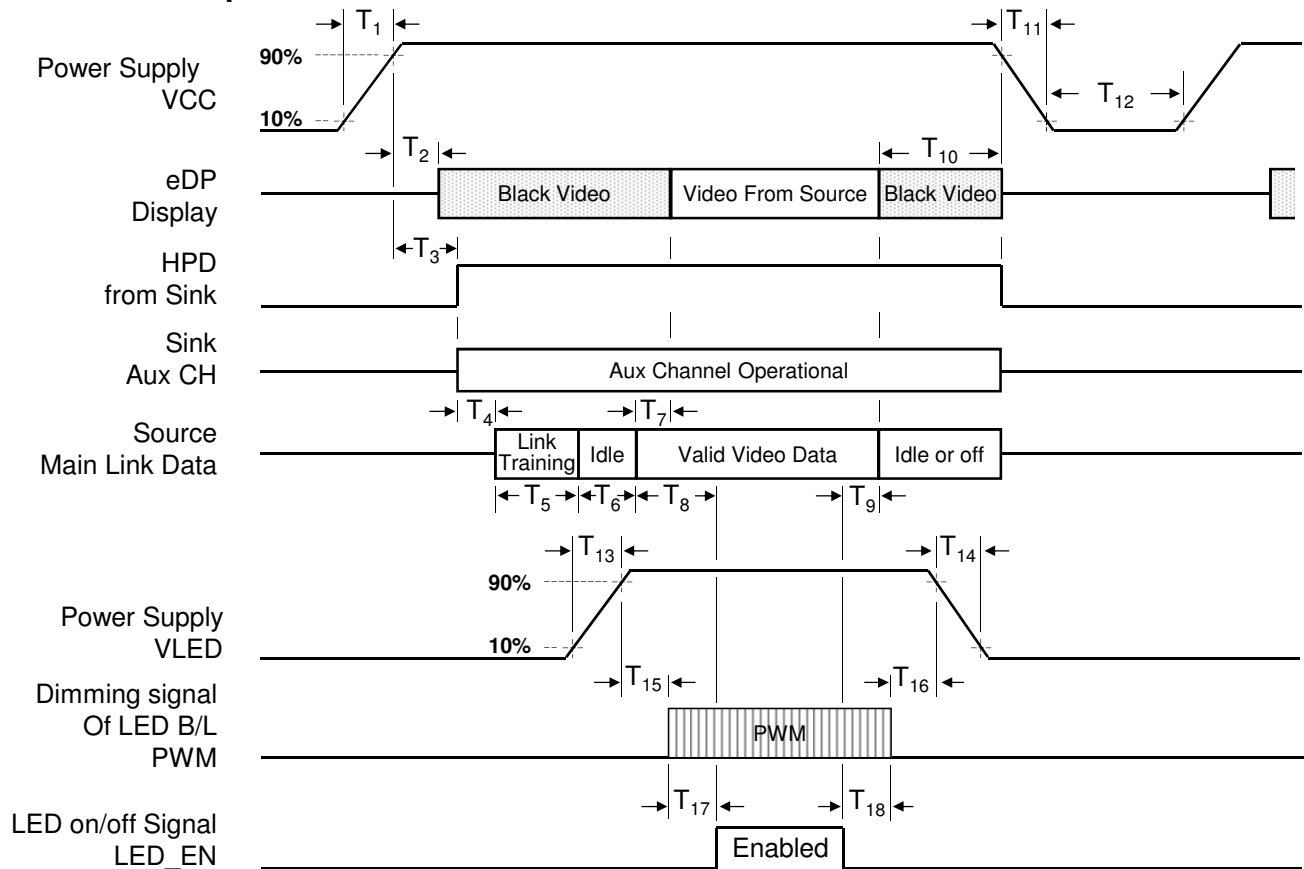 T1
T11
90%
Power Supply
VCC
T12
10%
T2
T10
eDP
Display
Black Video
Video From Source
Black Video
T3
HPD
from Sink
Sink
Aux CH
Aux Channel Operational
T4
T7
Source
Main Link Data
Link
Training
Idle
Valid Video Data
Idle or off
T5
T6
T8
T9
T13
T14
90%
Power Supply
VLED
10%
T15
T16
Dimming signal
Of LED B/L
PWM
PWM
T17
T18
LED on/off Signal
LED_EN
Enabled